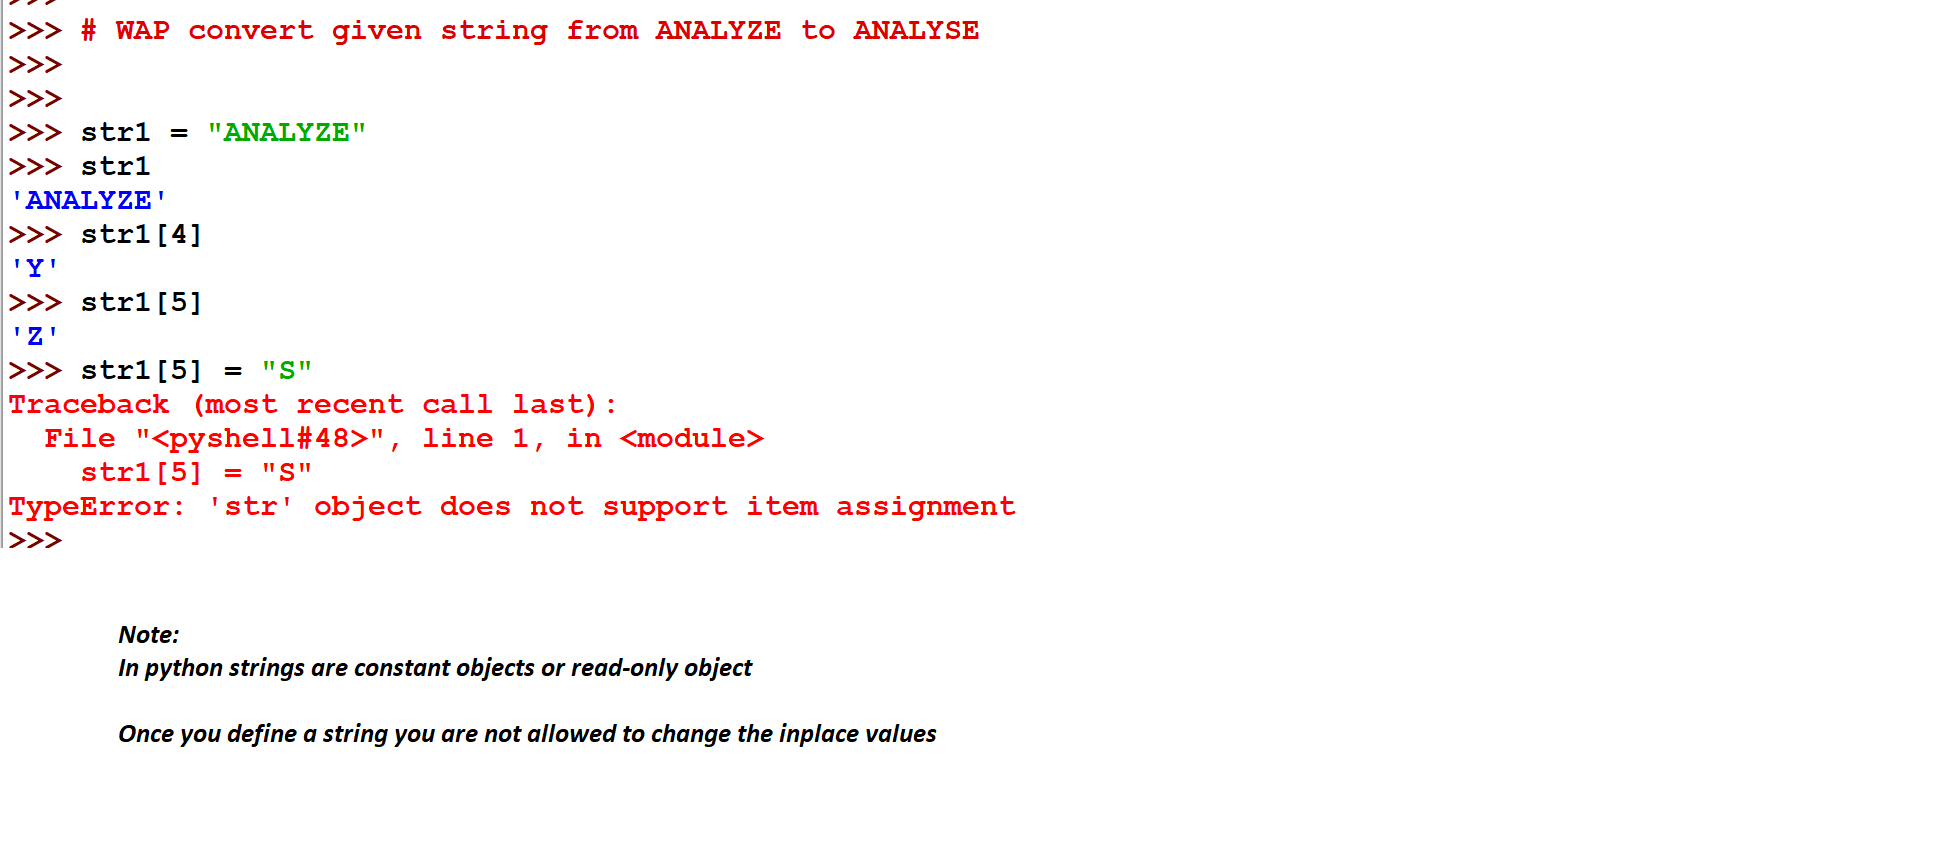 >>>
>>> # WAP convert given string from ANALYZE to ANALYSE
>>>
>>>
>>> str1 = "ANALYZE"
>>> str1
'ANALYZE'
>>> str1[4]
'Y'
>>> str1[5]
'Z'
>>> str1[5] = "S"
Traceback (most recent call last):
  File "<pyshell#48>", line 1, in <module>
    str1[5] = "S"
TypeError: 'str' object does not support item assignment
>>>
Note:
In python strings are constant objects or read-only object
Once you define a string you are not allowed to change the inplace values